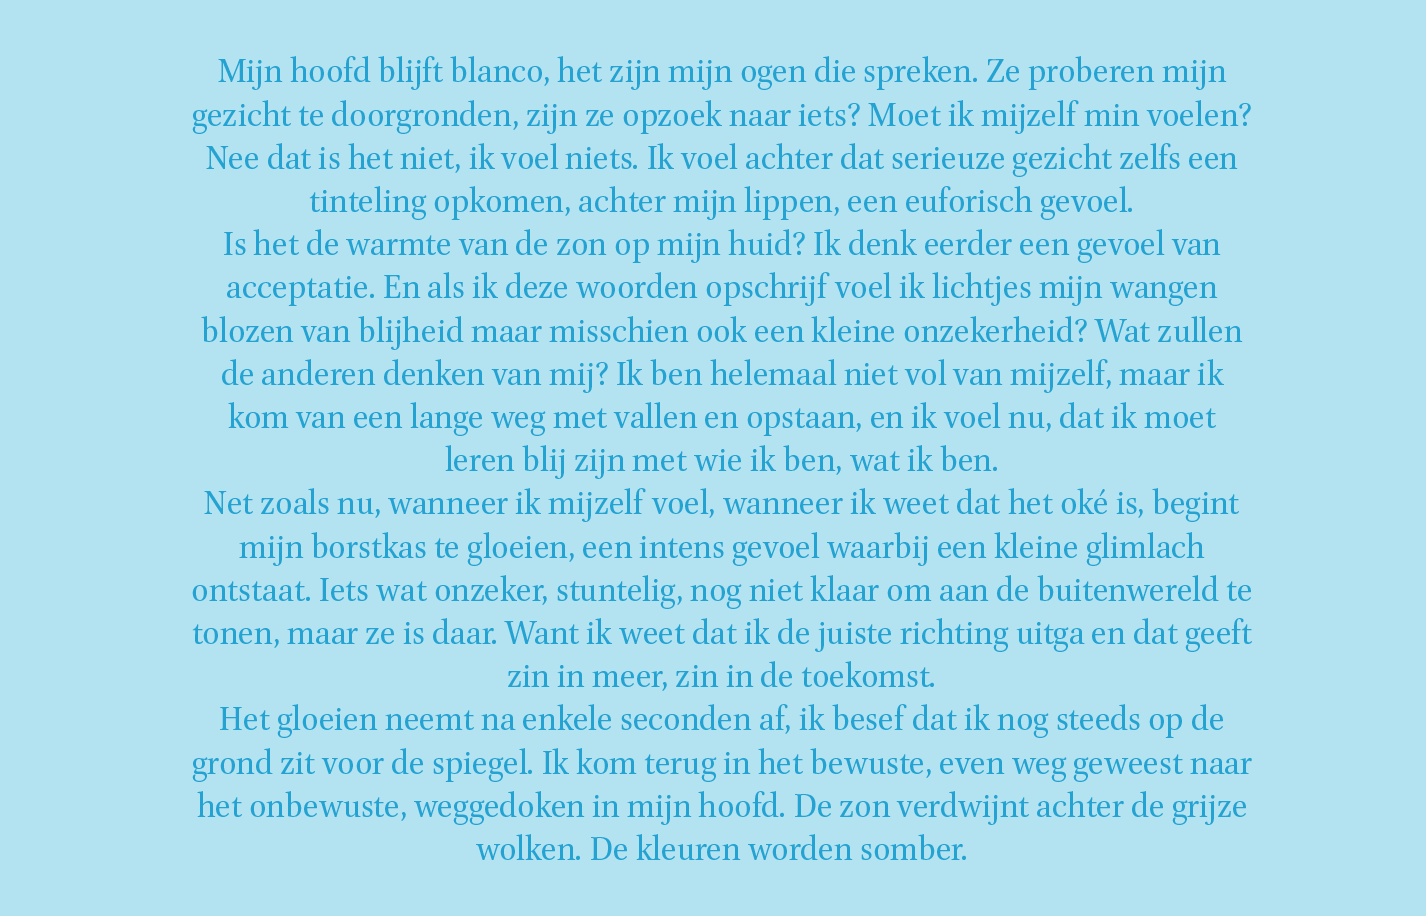 Mijn hoofd blijft blanco, het zijn mijn ogen die spreken. Ze proberen mijn
gezicht te doorgronden, zijn ze opzoek naar iets? Moet ik mijzelf min voelen?
Nee dat is het niet, ik voel niets. Ik voel achter dat serieuze gezicht zelfs een
tinteling opkomen, achter mijn lippen, een euforisch gevoel.
Is het de warmte van de zon op mijn huid? Ik denk eerder een gevoel van
acceptatie. En als ik deze woorden opschrijf voel ik lichtjes mijn wangen
blozen van blijheid maar misschien ook een kleine onzekerheid? Wat zullen
de anderen denken van mij? Ik ben helemaal niet vol van mijzelf, maar ik
kom van een lange weg met vallen en opstaan, en ik voel nu, dat ik moet
leren blij zijn met wie ik ben, wat ik ben.
Net zoals nu, wanneer ik mijzelf voel, wanneer ik weet dat het oké is, begint
mijn borstkas te gloeien, een intens gevoel waarbij een kleine glimlach
ontstaat. Iets wat onzeker, stuntelig, nog niet klaar om aan de buitenwereld te
tonen, maar ze is daar. Want ik weet dat ik de juiste richting uitga en dat geeft
zin in meer, zin in de toekomst.
Het gloeien neemt na enkele seconden af, ik besef dat ik nog steeds op de
grond zit voor de spiegel. Ik kom terug in het bewuste, even weg geweest naar
het onbewuste, weggedoken in mijn hoofd. De zon verdwijnt achter de grijze
wolken. De kleuren worden somber.